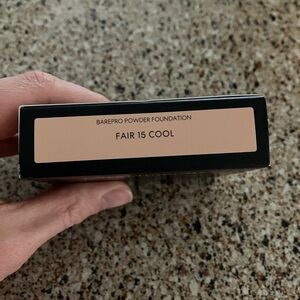 BAREPRO POWDER FOUNDATION
FAIR 15 COOL